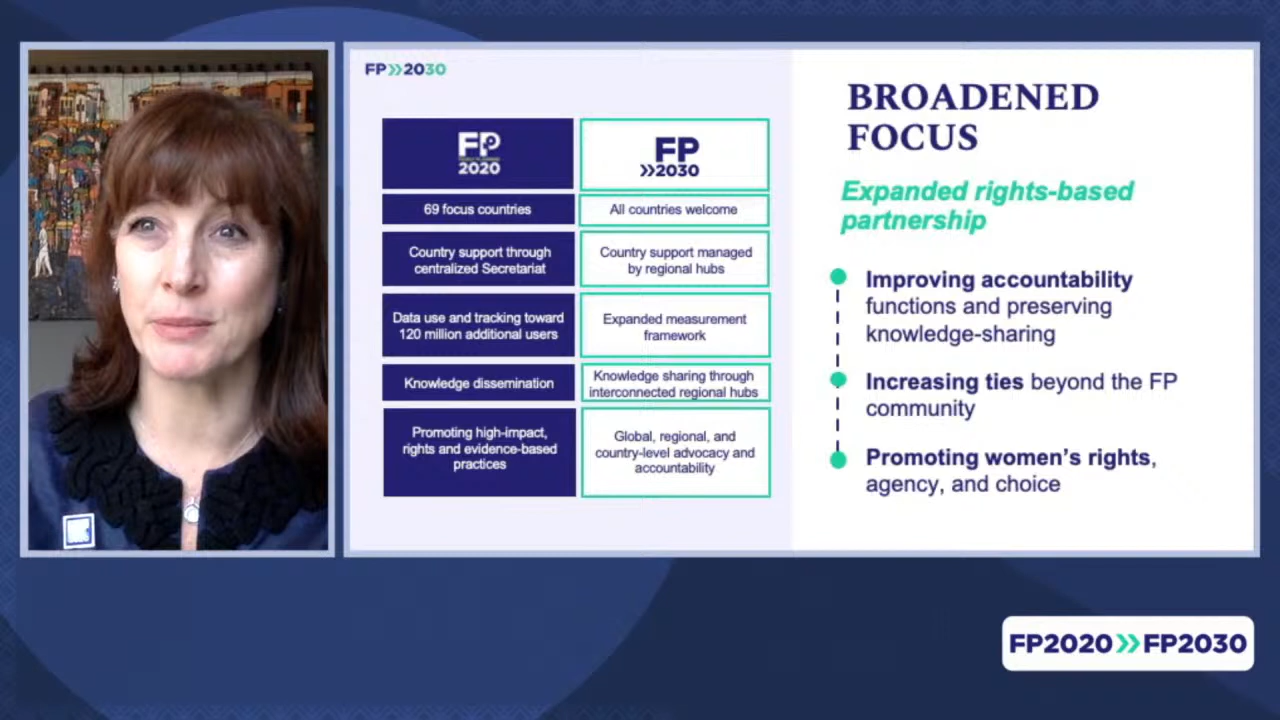 FP»2030
FP
2020
FP
»2030
69 focus countries
All countries welcome
Country support through
centralized Secretariat
Country support managed
by regional hubs
Data use and tracking toward
120 million additional users
Expanded measurement
framework
Knowledge dissemination
Knowledge sharing through
interconnected regional hubs
Promoting high-impact,
rights and evidence-based
practices
Global, regional, and
country-level advocacy and
accountability
BROADENED
FOCUS
Expanded rights-based
partnership
Improving accountability
functions and preserving
knowledge-sharing
Increasing ties beyond the FP
community
Promoting women's rights,
agency, and choice
FP2020»FP2030